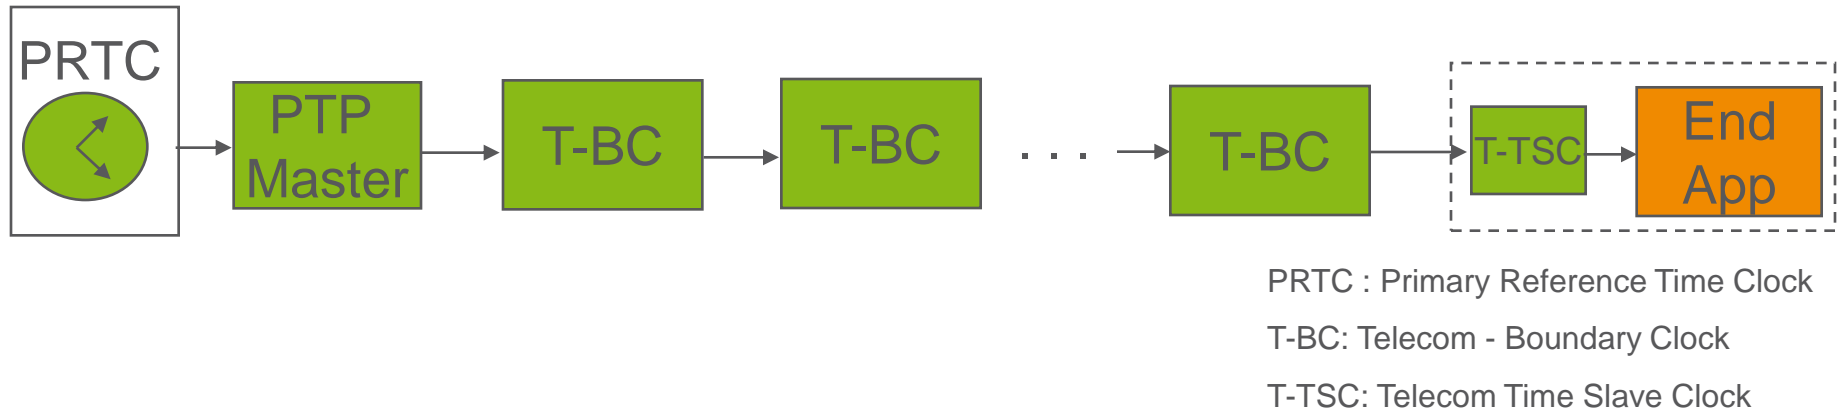 PRTC
PTP
Master
T-BC
T-BC
. . .
T-BC
T-TSC
End
App
PRTC : Primary Reference Time Clock
T-BC: Telecom - Boundary Clock
T-TSC: Telecom Time Slave Clock